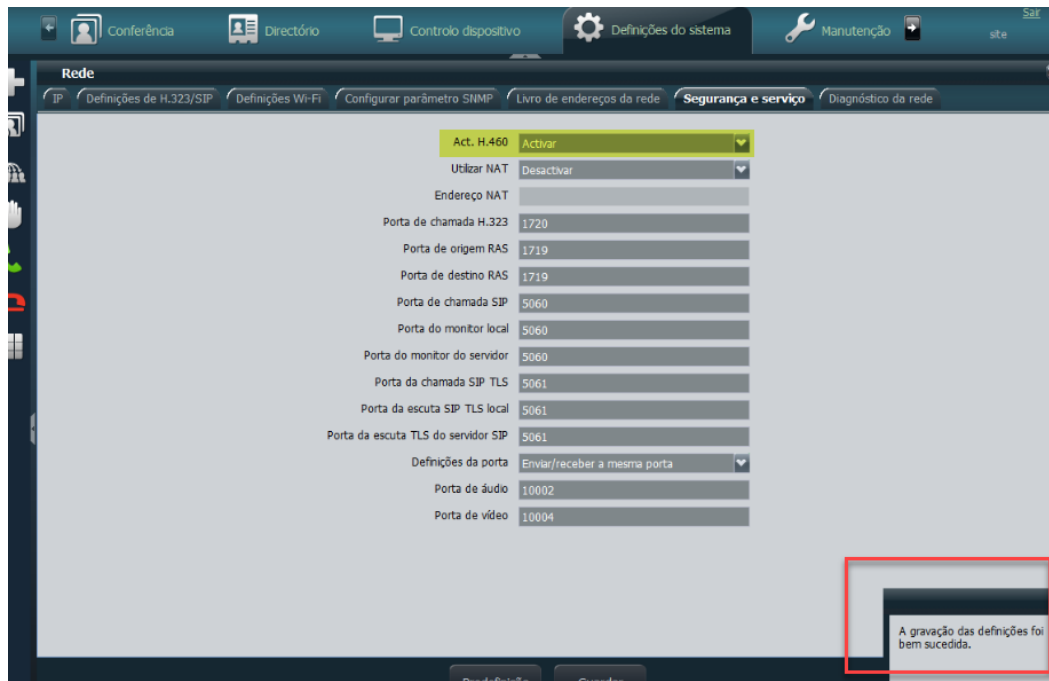 Conferência
Directório
Controlo dispositivo
Definições do sistema
Manutenção
Sair
site
Rede
IP
Definições de H.323/SIP
Definições Wi-Fi
Configurar parâmetro SNMP
Livro de endereços da rede
Segurança e serviço
Diagnóstico da rede
Act. H.460 Activar
Utilizar NAT Desactivar
Endereço NAT
Porta de chamada H.323 1720
Porta de origem RAS 1719
Porta de destino RAS 1719
Porta de chamada SIP 5060
Porta do monitor local 5060
Porta do monitor do servidor 5060
Porta da chamada SIP TLS 5061
Porta da escuta SIP TLS local 5061
Porta da escuta TLS do servidor SIP 5061
Definições da porta Enviar/receber a mesma porta
Porta de áudio 10002
Porta de vídeo 10004
A gravação das definições foi
bem sucedida.
Predefinição
Guardar